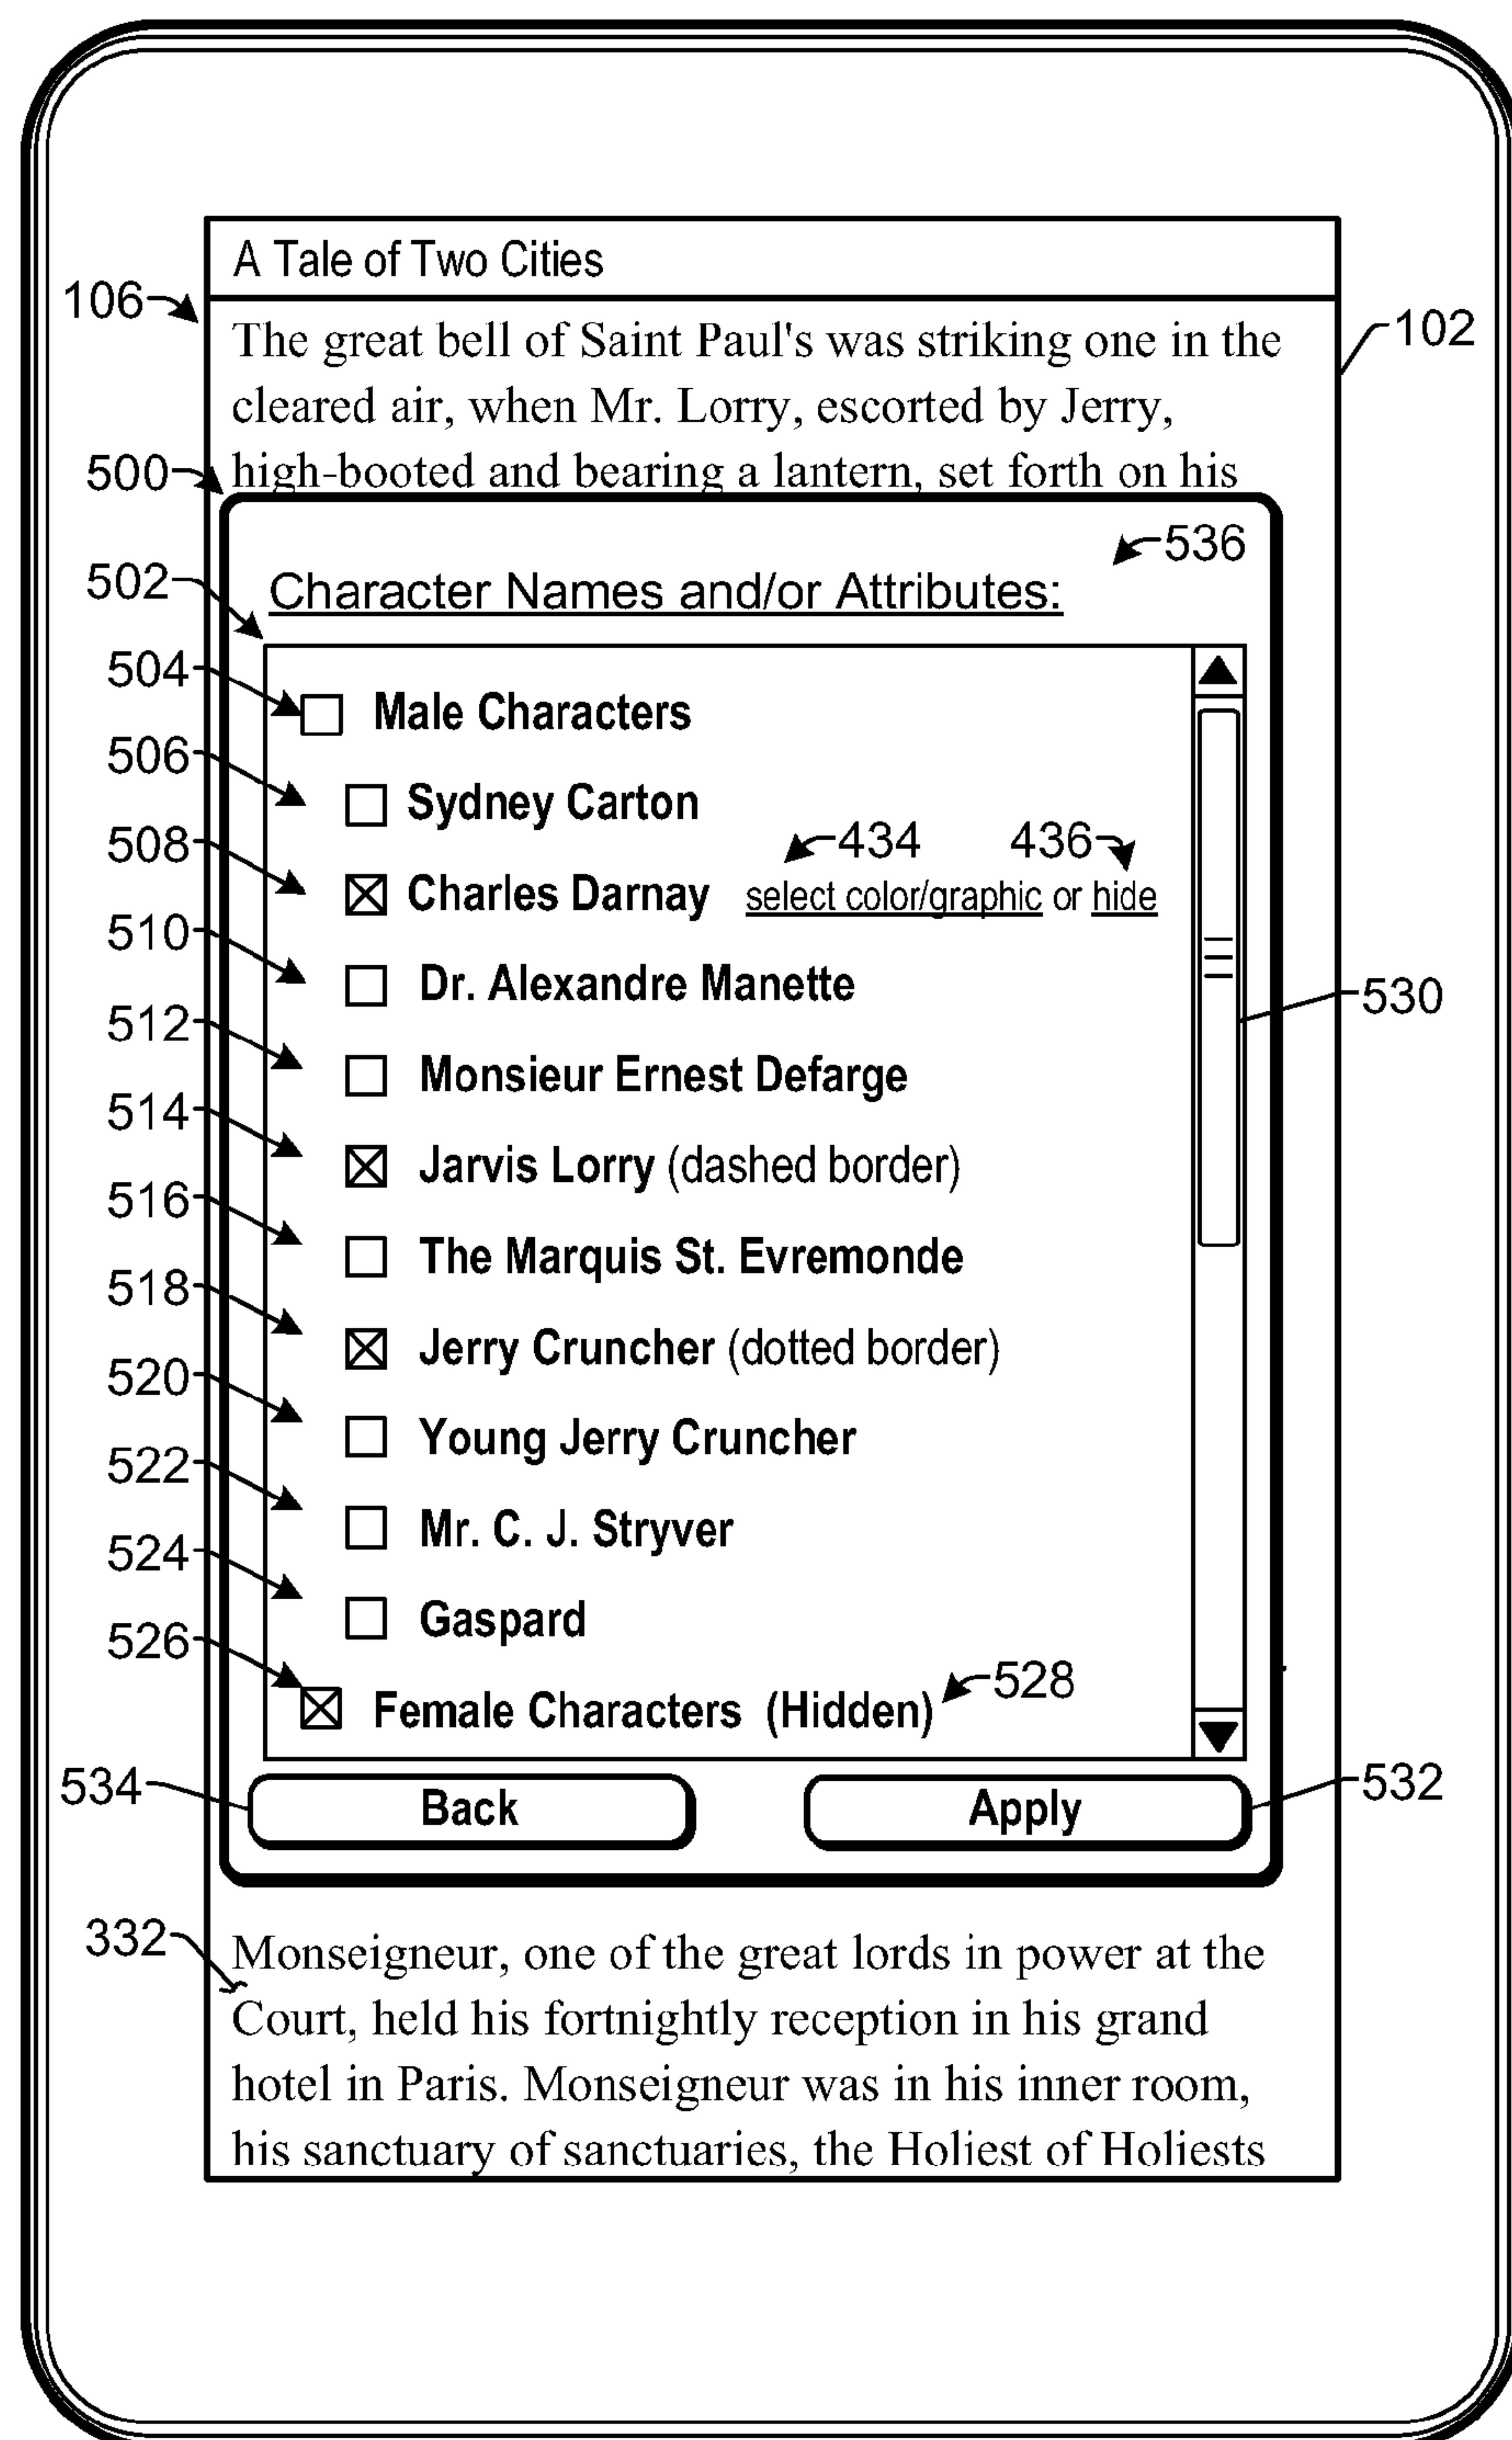 A Tale of Two Cities
106
The great bell of Saint Paul's was striking one in the
102
cleared air, when Mr. Lorry, escorted by Jerry,
500
high-booted and bearing a lantern, set forth on his
536
502
Character Names and/or Attributes:
504
Male Characters
506
Sydney Carton
508
434
436
Charles Darnay select color/graphic or hide
510
Dr. Alexandre Manette
530
512
Monsieur Ernest Defarge
514
Jarvis Lorry (dashed border)
516
The Marquis St. Evremonde
518
Jerry Cruncher (dotted border)
520
Young Jerry Cruncher
522
Mr. C. J. Stryver
524
Gaspard
526
Female Characters (Hidden)
528
534
Back
Apply
532
332
Monseigneur, one of the great lords in power at the
Court, held his fortnightly reception in his grand
hotel in Paris. Monseigneur was in his inner room,
his sanctuary of sanctuaries, the Holiest of Holiests